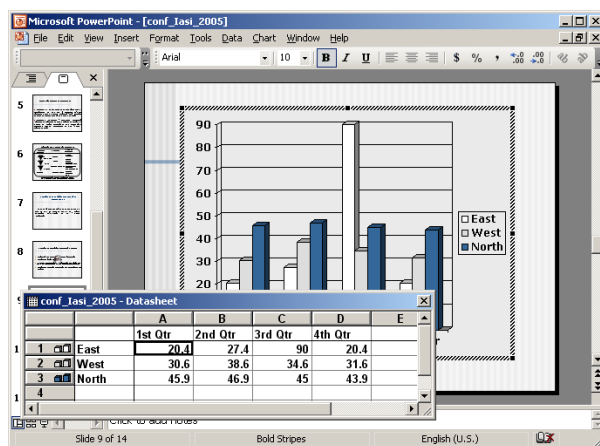 Microsoft PowerPoint - [conf_Iasi_2005]
File Edit View Insert Format Tools Data Chart Window Help
Arial 10 B I U $ % ,
5
6
7
8
90
80
70
60
50
40
30
20
East
West
North
conf_Iasi_2005 - Datasheet
A B C D E
1st Qtr 2nd Qtr 3rd Qtr 4th Qtr
1 East 20.4 27.4 90 20.4
2 West 30.6 38.6 34.6 31.6
3 North 45.9 46.9 45 43.9
4
Click to add notes
Slide 9 of 14 Bold Stripes English (U.S.)